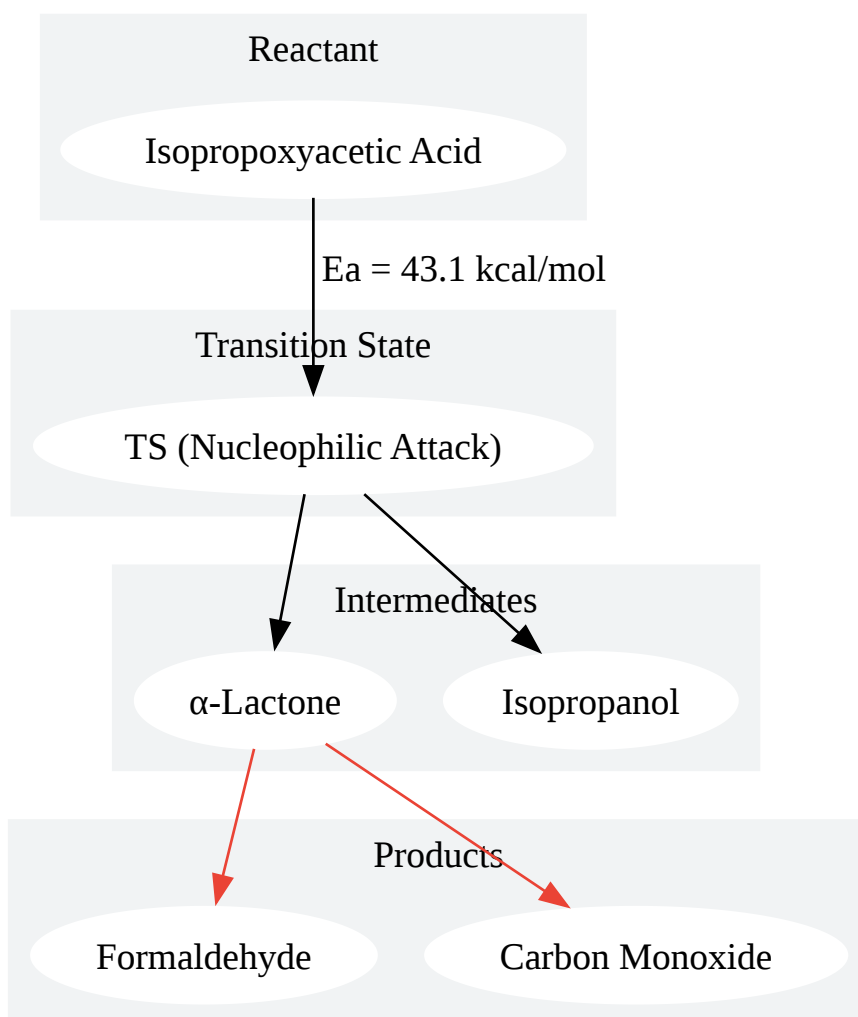 Reactant
Isopropoxyacetic Acid
Ea = 43.1 kcal/mol
Transition State
TS (Nucleophilic Attack)
Intermediates
α-Lactone
Isopropanol
Products
Formaldehyde
Carbon Monoxide